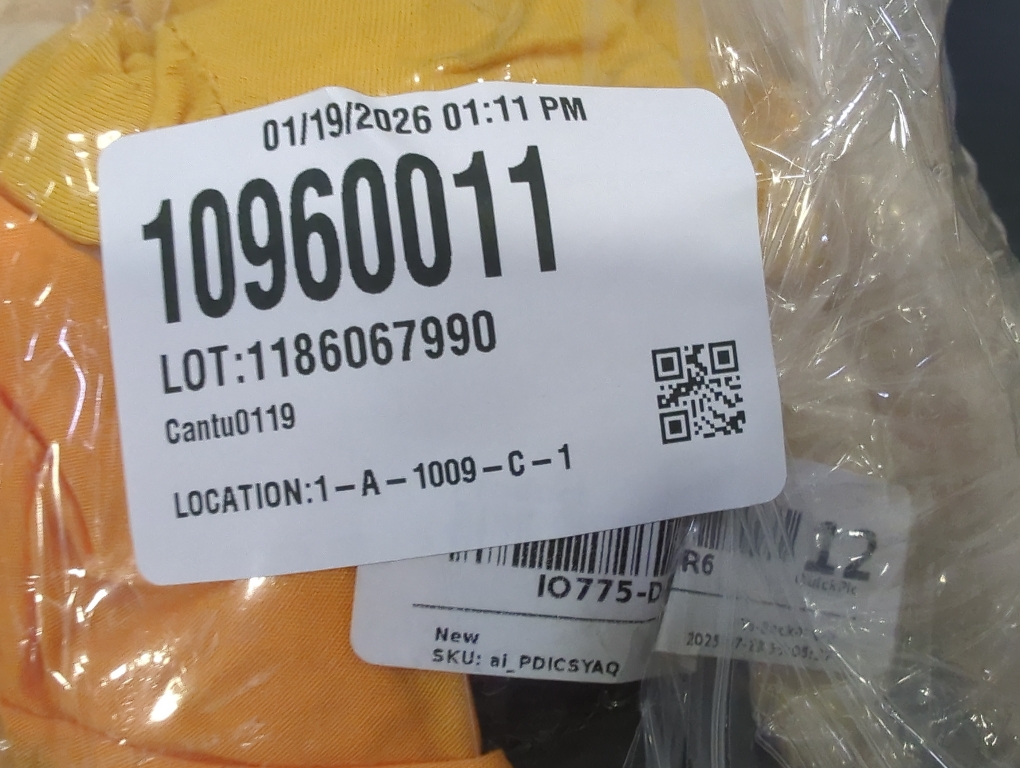 01/19/2026 01:11 PM
10960011
LOT:1186067990
Cantu0119
LOCATION:1-A-1009-C-1
IO775-D
R6
12
New
SKU: ai_PDICSYAQ